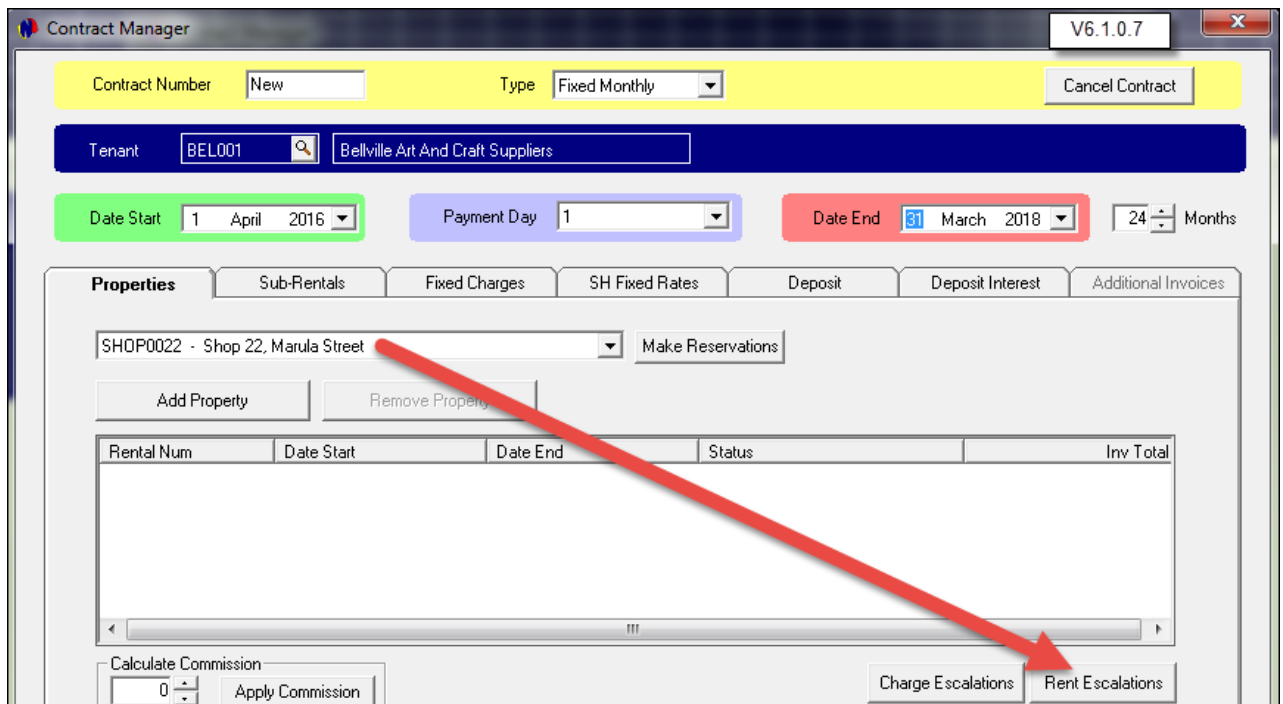 Contract Manager V6.1.0.7 X
Contract Number New Type Fixed Monthly Cancel Contract
Tenant BEL001 Bellville Art And Craft Suppliers
Date Start 1 April 2016 Payment Day 1 Date End 31 March 2018 24 Months
Properties Sub-Rentals Fixed Charges SH Fixed Rates Deposit Deposit Interest Additional Invoices
SHOP0022 - Shop 22, Marula Street Make Reservations
Add Property Remove Property
Rental Num Date Start Date End Status Inv Total
Calculate Commission
0 Apply Commission Charge Escalations Rent Escalations